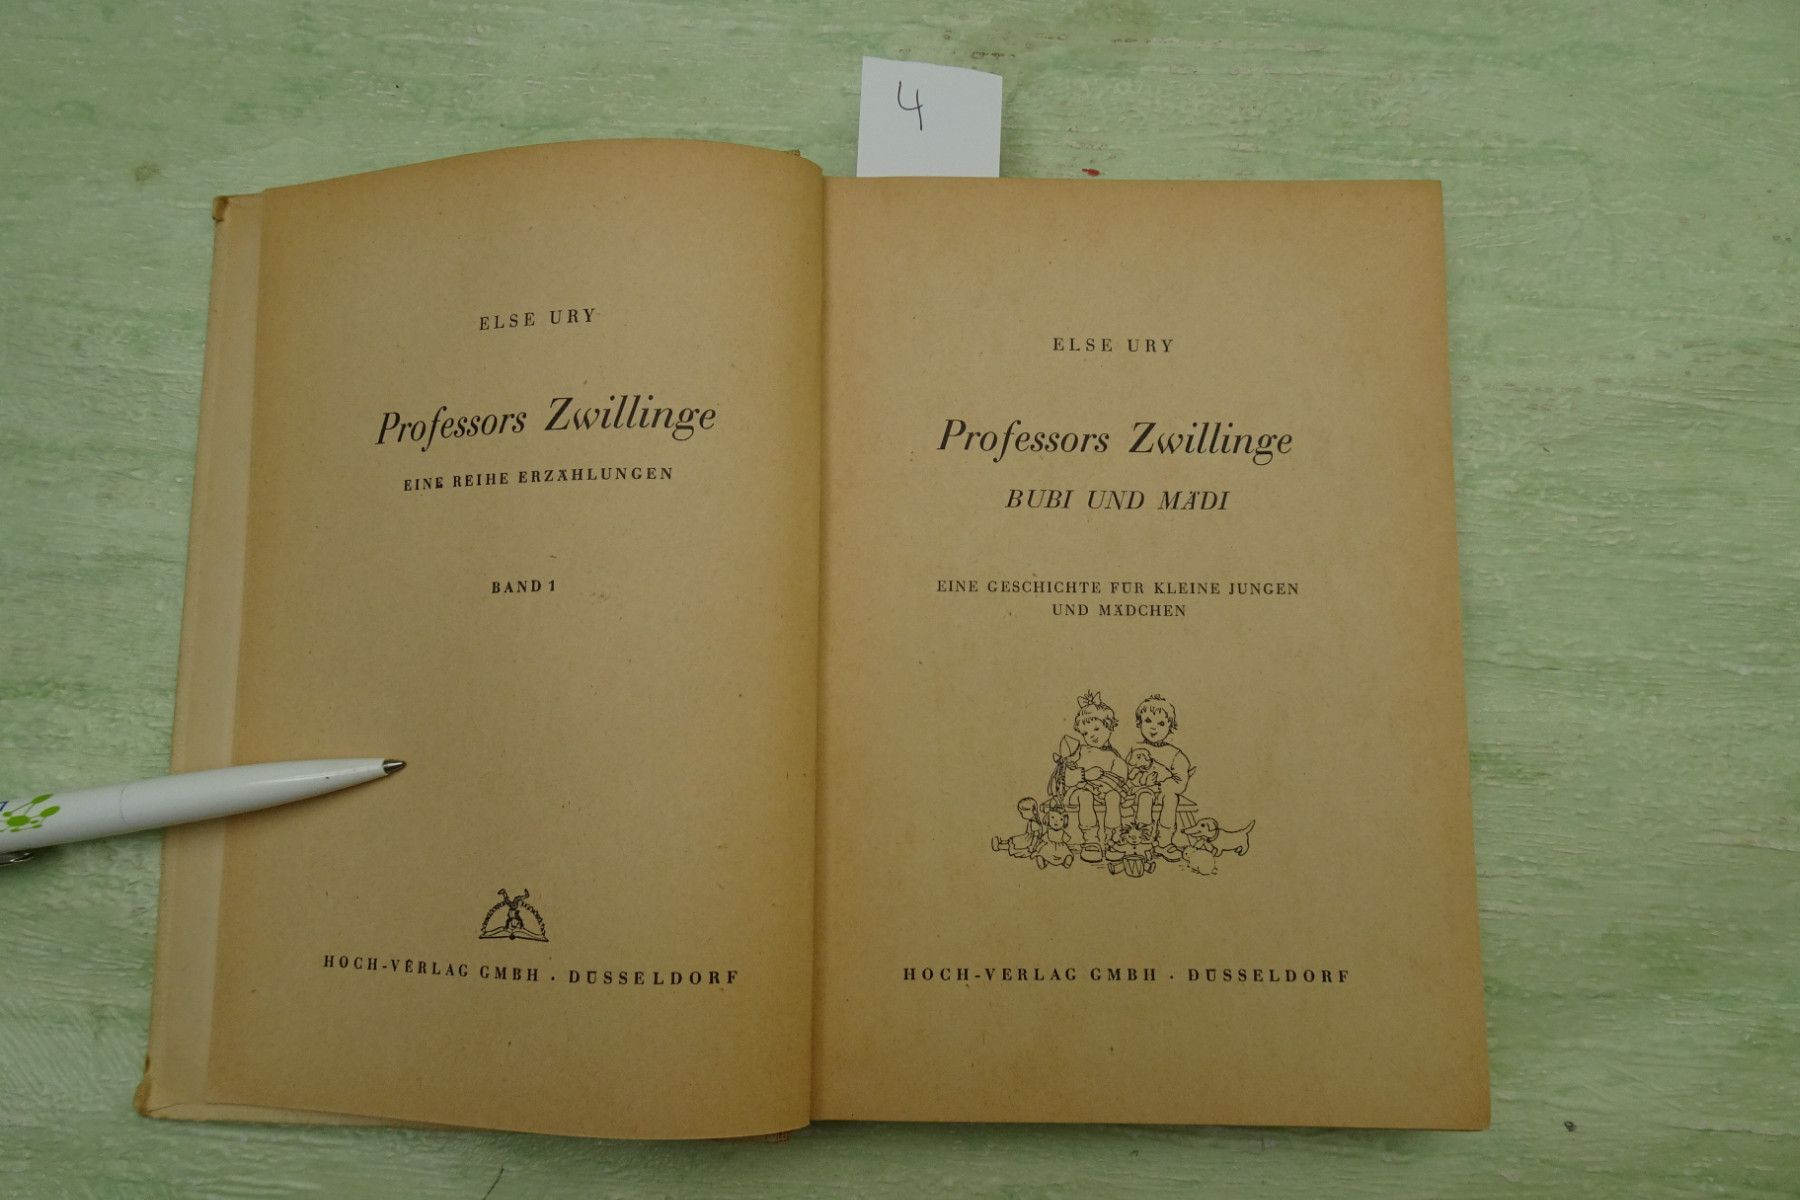 4
ELSE URY
Professors Zwillinge
EINE REIHE ERZÄHLUNGEN
BAND 1
HOCH-VERLAG GMBH · DÜSSELDORF
ELSE URY
Professors Zwillinge
BUBI UND MÄDI
EINE GESCHICHTE FÜR KLEINE JUNGEN
UND MÄDCHEN
HOCH-VERLAG GMBH · DÜSSELDORF